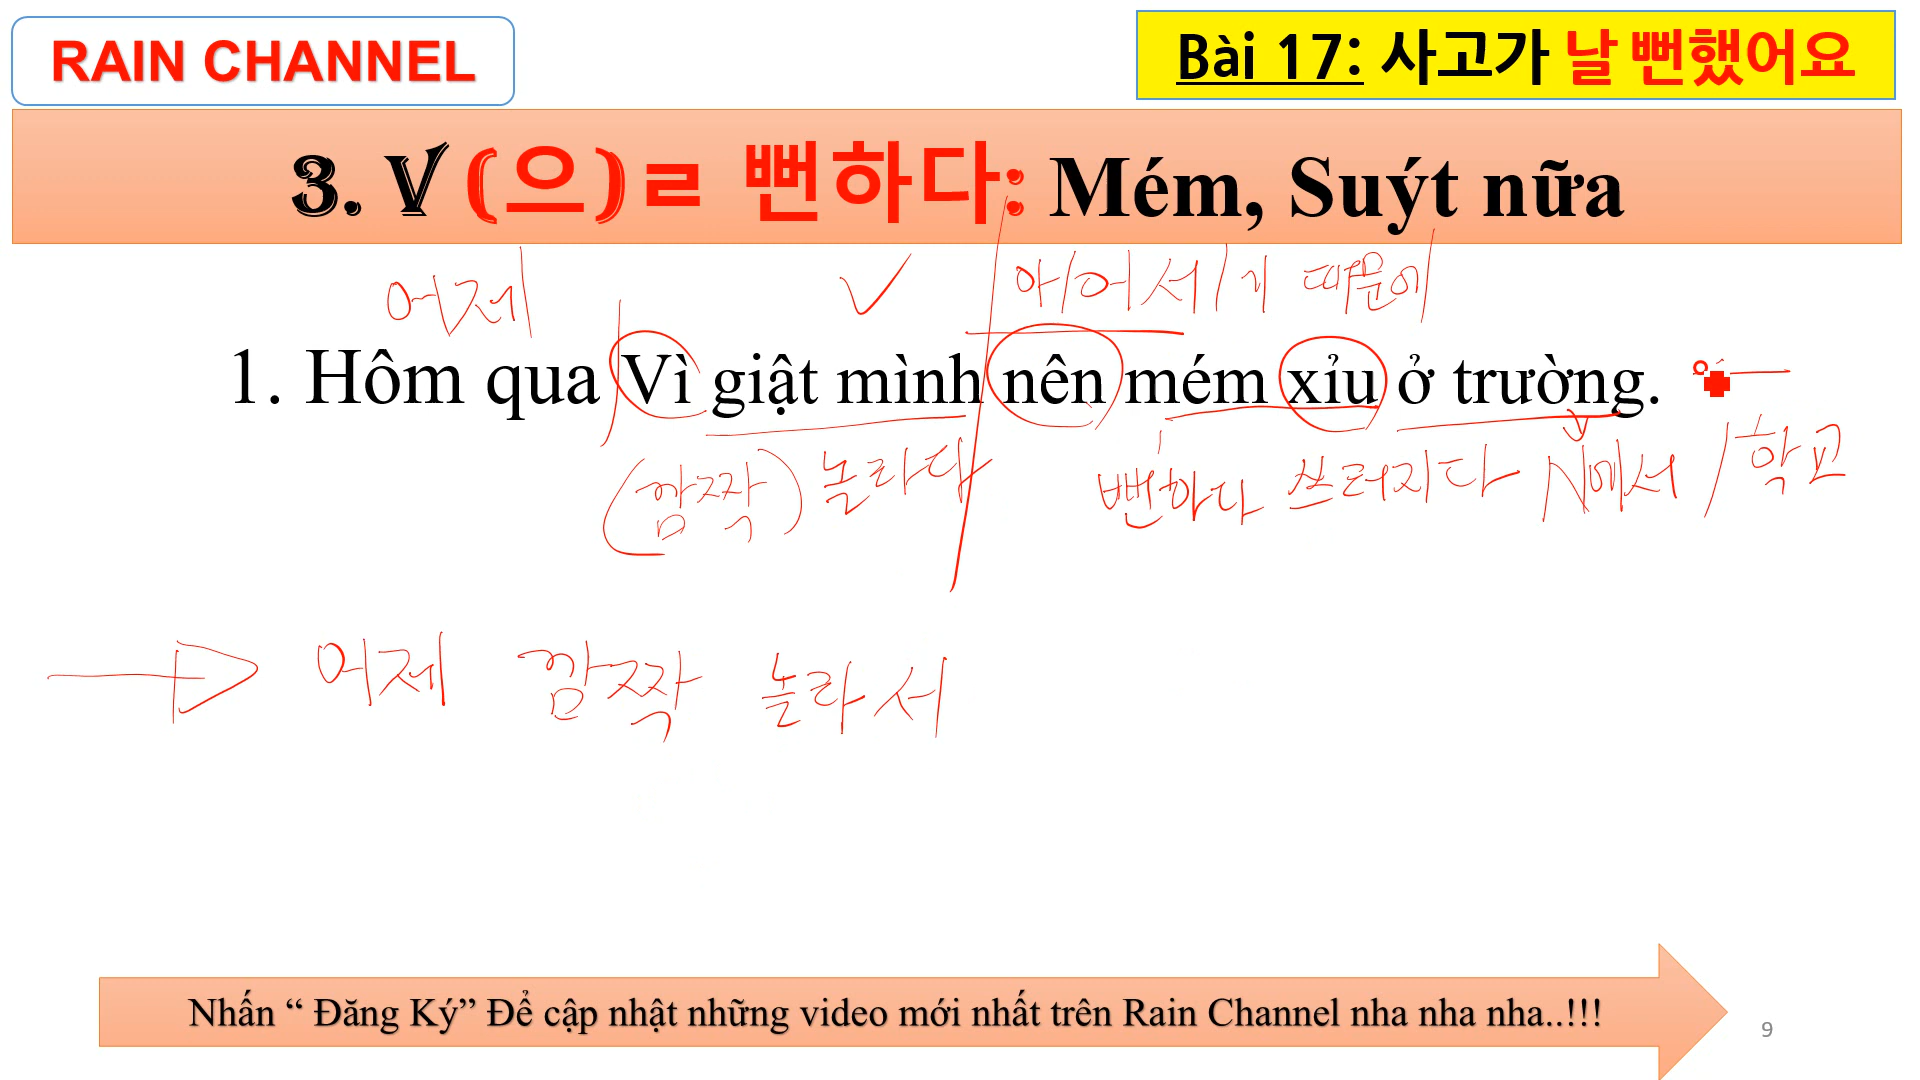 RAIN CHANNEL
Bài 17: 사고가 날 뻔했어요
3. V (으)ㄹ 뻔하다: Mém, Suýt nữa
어제 아/어서/기 때문에
1. Hôm qua Vì giật mình nên mém xỉu ở trường.
(깜짝) 놀라다 뻔하다 쓰러지다 N에서 / 학교
어제 깜짝 놀라서
Nhấn “ Đăng Ký” Để cập nhật những video mới nhất trên Rain Channel nha nha nha..!!!
9